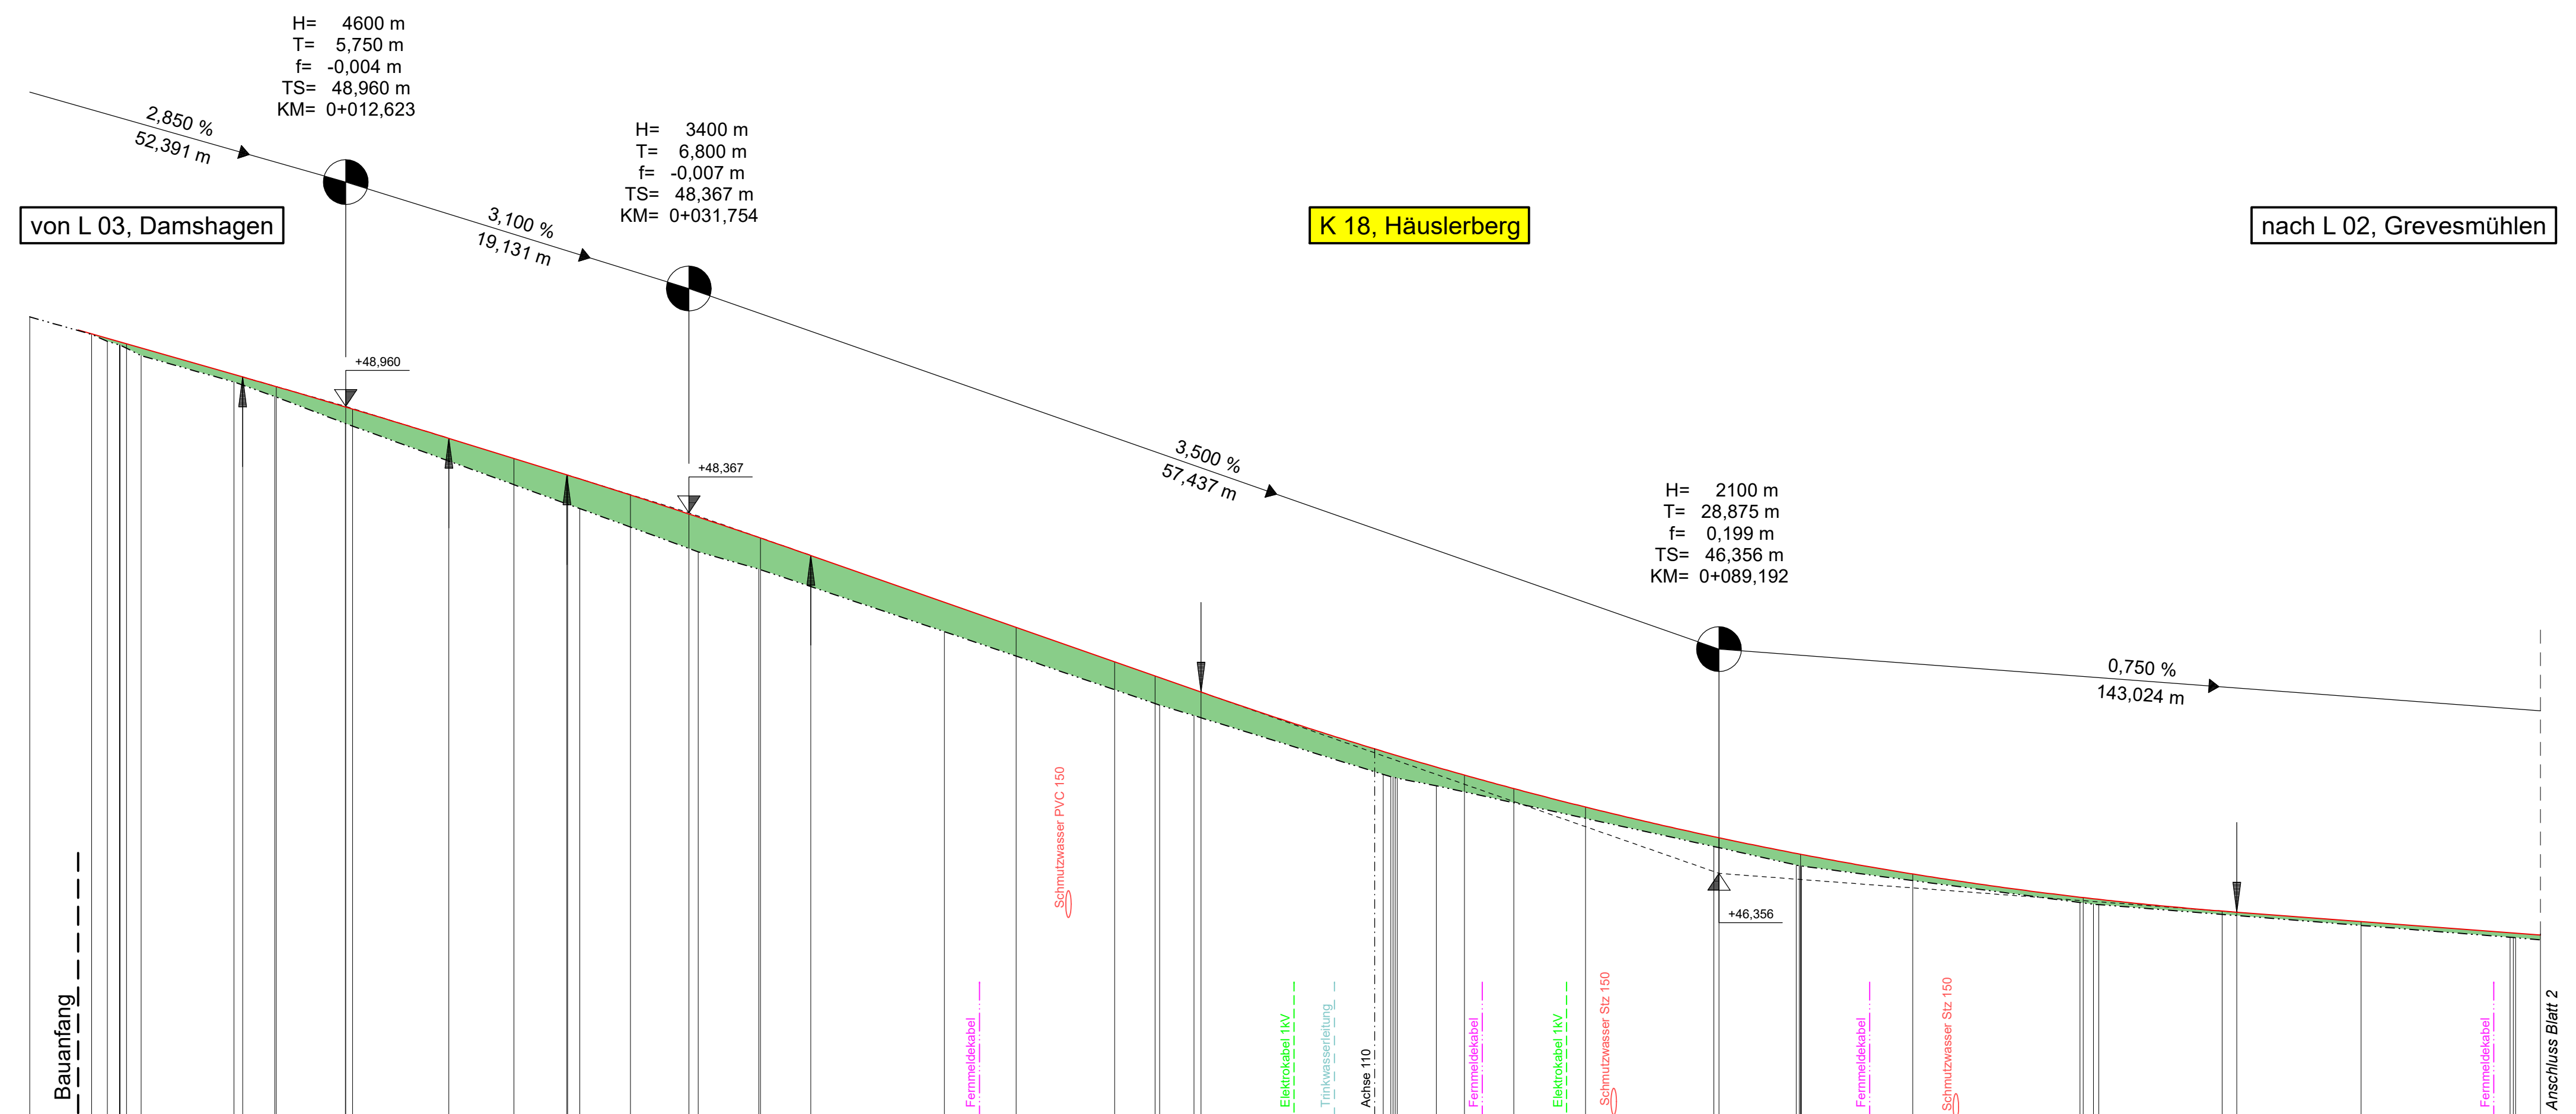 H= 4600 m
T= 5,750 m
f= -0,004 m
TS= 48,960 m
KM= 0+012,623
2,850 %
52,391 m
H= 3400 m
T= 6,800 m
f= -0,007 m
TS= 48,367 m
KM= 0+031,754
3,100 %
19,131 m
von L 03, Damshagen
K 18, Häuslerberg
nach L 02, Grevesmühlen
+48,960
+48,367
3,500 %
57,437 m
H= 2100 m
T= 28,875 m
f= 0,199 m
TS= 46,356 m
KM= 0+089,192
0,750 %
143,024 m
+46,356
Bauanfang
Fernmeldekabel
Schmutzwasser PVC 150
Elektrokabel 1kV
Trinkwasserleitung
Achse 110
Fernmeldekabel
Elektrokabel 1kV
Schmutzwasser Stz 150
Fernmeldekabel
Schmutzwasser Stz 150
Fernmeldekabel
Anschluss Blatt 2